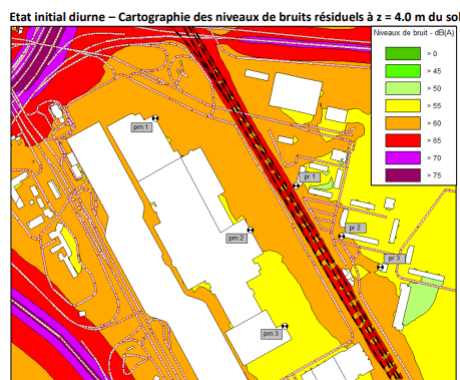 Etat initial diurne – Cartographie des niveaux de bruits résiduels à z = 4.0 m du sol
Niveaux de bruit - dB(A)
> 0
> 45
> 50
> 55
> 60
> 65
> 70
> 75
pm 1
pr 1
pr 2
pm 2
pr 3
pm 3